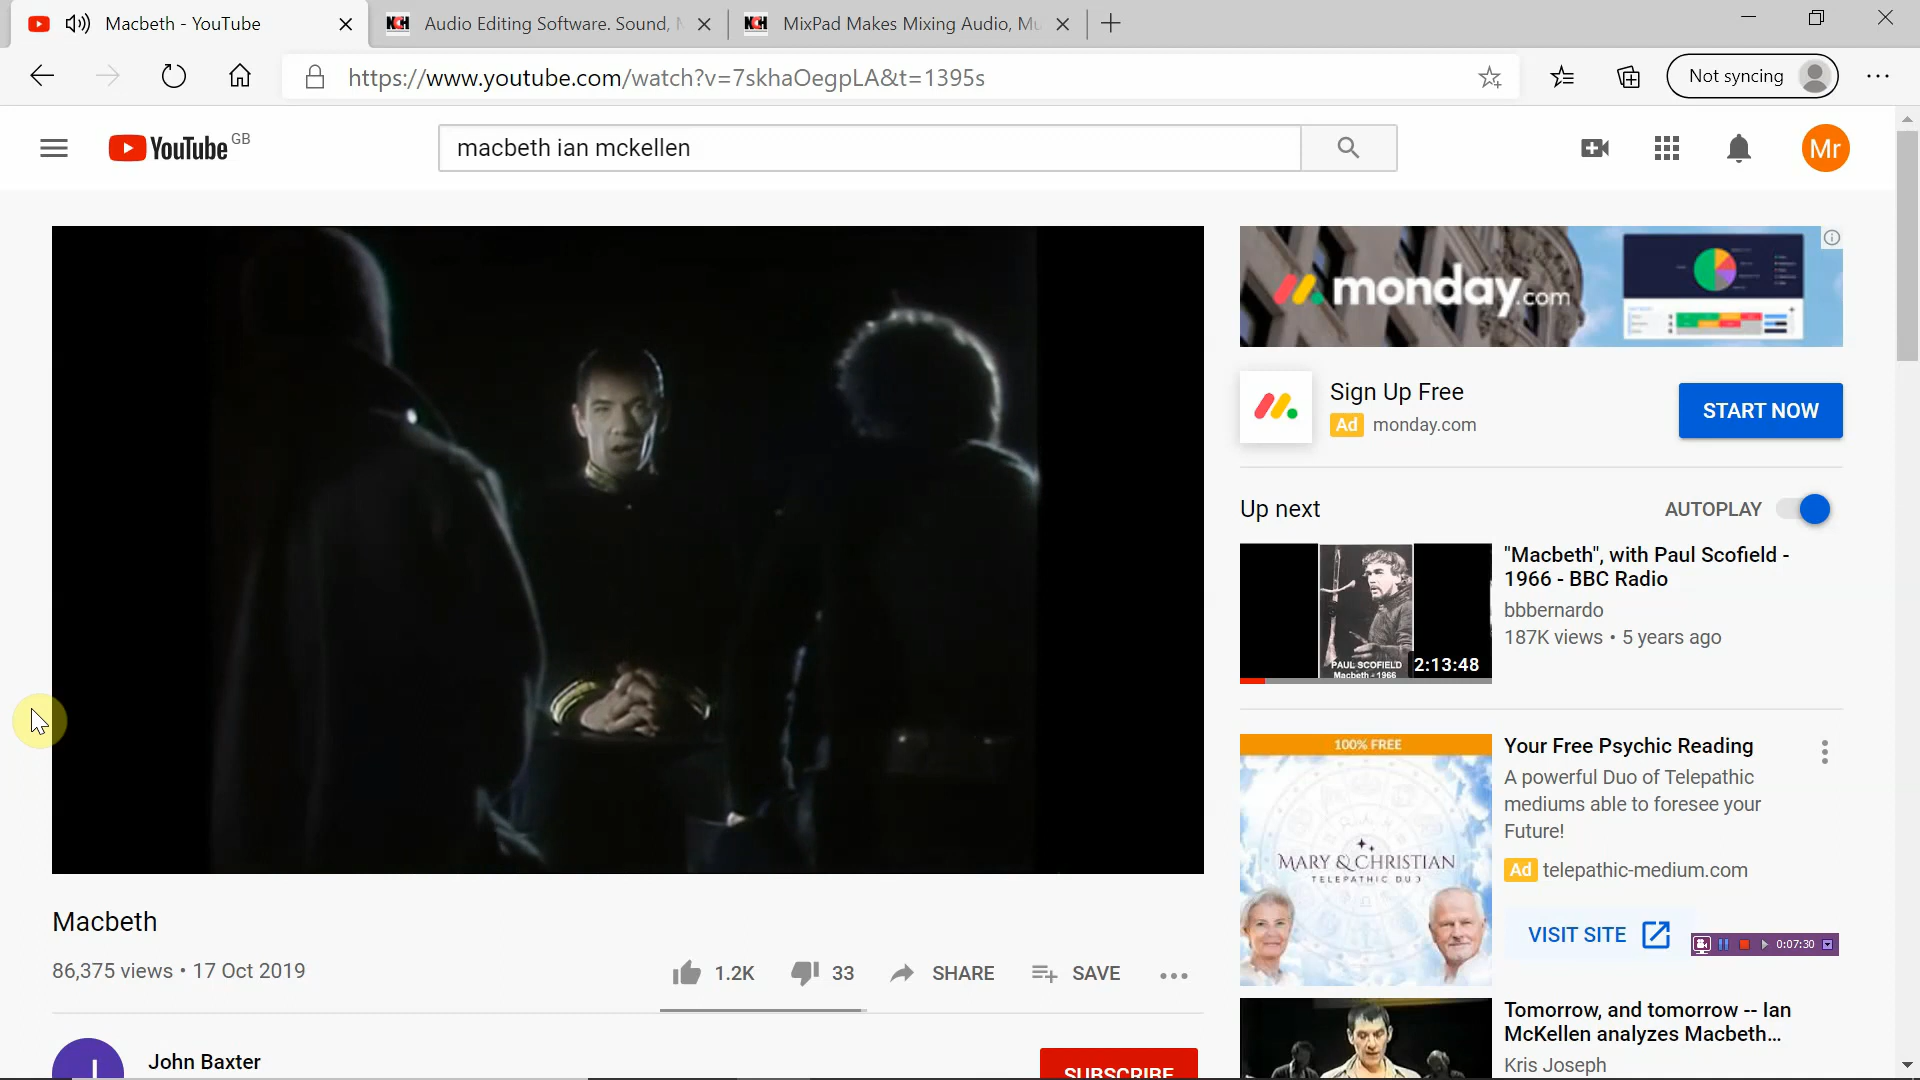 Macbeth - YouTube
NCH Audio Editing Software. Sound,
NCH MixPad Makes Mixing Audio, Mu
https://www.youtube.com/watch?v=7skhaOegpLA&t=1395s
Not syncing
YouTube GB
macbeth ian mckellen
Mr
monday.com
Sign Up Free
Ad monday.com
START NOW
Up next
AUTOPLAY
PAUL SCOFIELD
Macbeth - 1966
2:13:48
"Macbeth", with Paul Scofield -
1966 - BBC Radio
bbbernardo
187K views • 5 years ago
100% FREE
MARY & CHRISTIAN
TELEPATHIC DUO
Your Free Psychic Reading
A powerful Duo of Telepathic
mediums able to foresee your
Future!
Ad telepathic-medium.com
VISIT SITE
0:07:30
Macbeth
86,375 views • 17 Oct 2019
1.2K
33
SHARE
SAVE
J
John Baxter
SUBSCRIBE
Tomorrow, and tomorrow -- Ian
McKellen analyzes Macbeth...
Kris Joseph